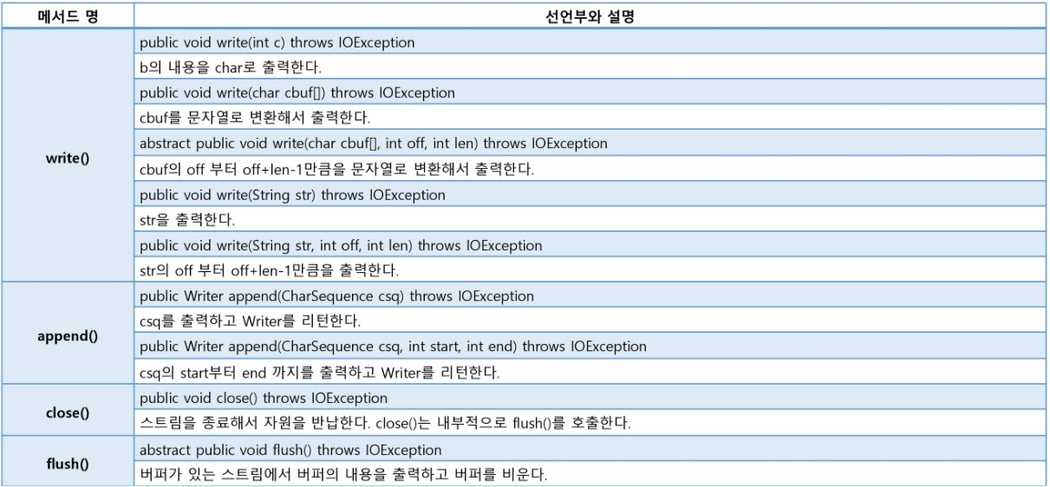 메서드 명 선언부와 설명
write() public void write(int c) throws IOException
b의 내용을 char로 출력한다.
public void write(char cbuf[]) throws IOException
cbuf를 문자열로 변환해서 출력한다.
abstract public void write(char cbuf[], int off, int len) throws IOException
cbuf의 off 부터 off+len-1만큼을 문자열로 변환해서 출력한다.
public void write(String str) throws IOException
str을 출력한다.
public void write(String str, int off, int len) throws IOException
str의 off 부터 off+len-1만큼을 출력한다.
append() public Writer append(CharSequence csq) throws IOException
csq를 출력하고 Writer를 리턴한다.
public Writer append(CharSequence csq, int start, int end) throws IOException
csq의 start부터 end 까지를 출력하고 Writer를 리턴한다.
close() public void close() throws IOException
스트림을 종료해서 자원을 반납한다. close()는 내부적으로 flush()를 호출한다.
flush() abstract public void flush() throws IOException
버퍼가 있는 스트림에서 버퍼의 내용을 출력하고 버퍼를 비운다.